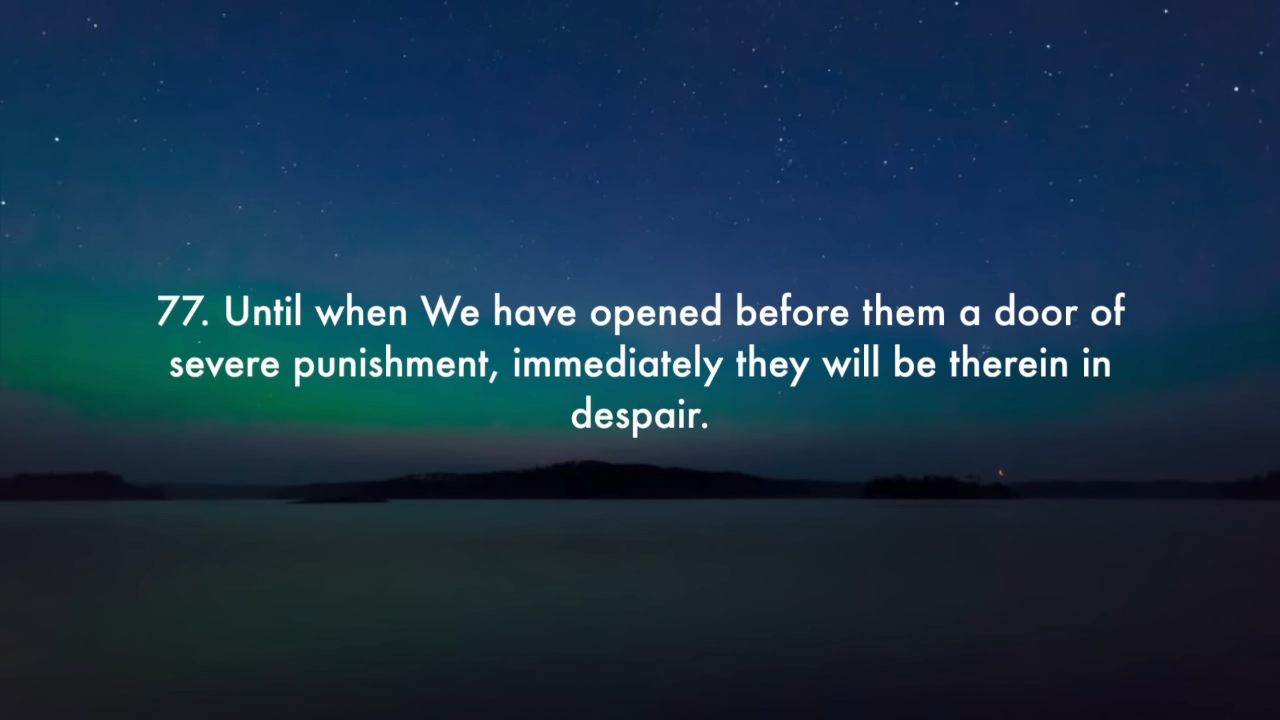 77. Until when We have opened before them a door of
severe punishment, immediately they will be therein in
despair.